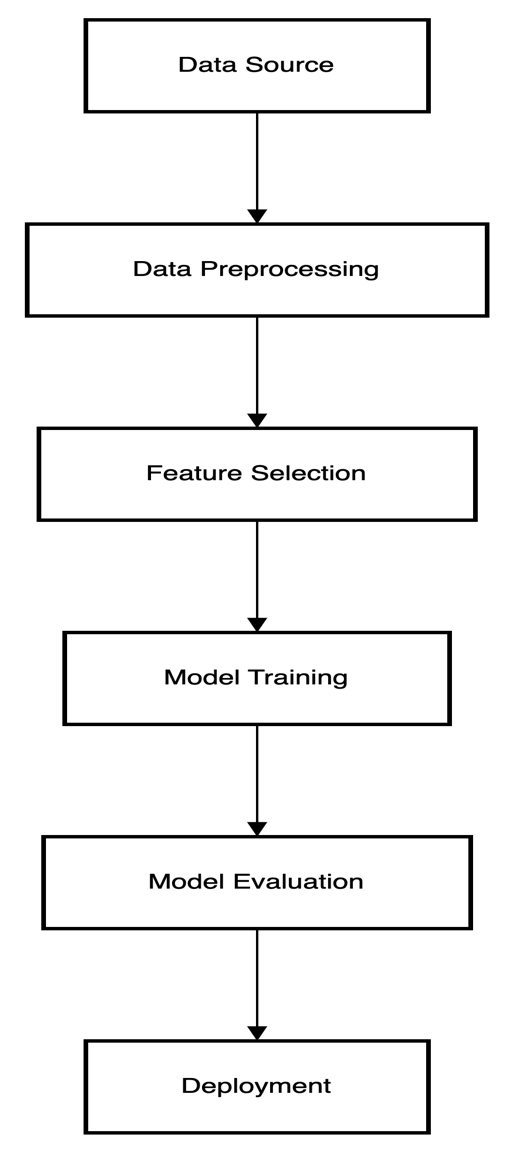 Data Source
Data Preprocessing
Feature Selection
Model Training
Model Evaluation
Deployment